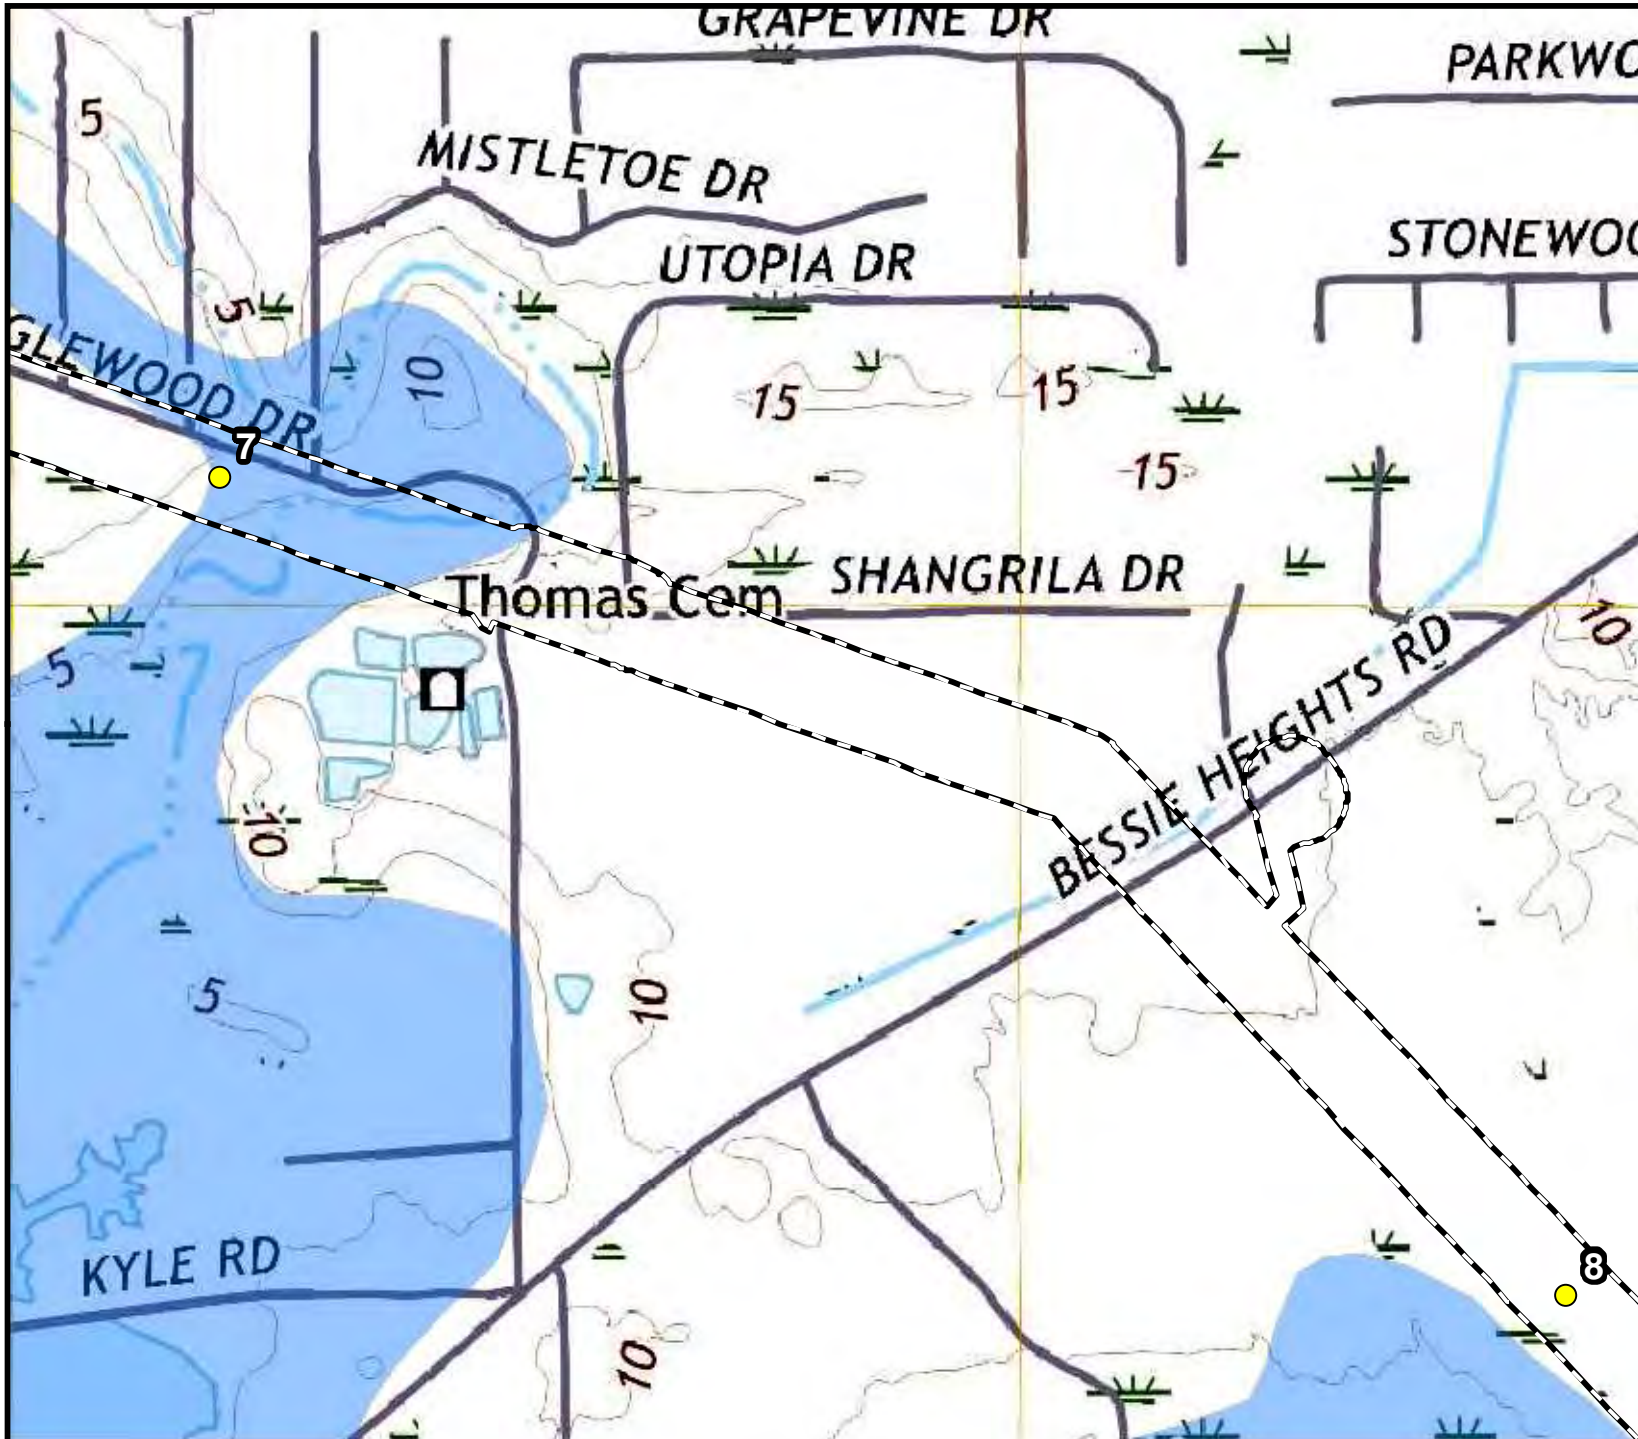 GRAPEVINE DR
PARKWO
5
MISTLETOE DR
STONEWOO
UTOPIA DR
5
GLEWOOD DR
10
15
15
7
15
SHANGRILA DR
Thomas Cem
10
5
BESSIE HEIGHTS RD
10
5
10
KYLE RD
8
10